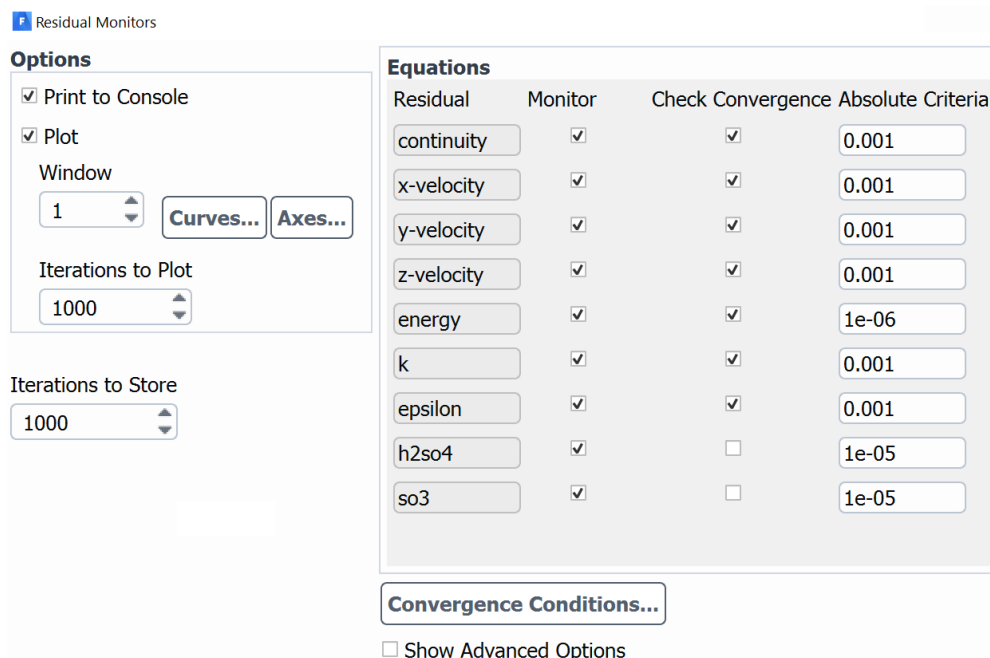 F Residual Monitors
Options
Print to Console
Plot
Window
1
Curves... Axes...
Iterations to Plot
1000
Iterations to Store
1000
Equations
Residual Monitor Check Convergence Absolute Criteria
continuity 0.001
x-velocity 0.001
y-velocity 0.001
z-velocity 0.001
energy 1e-06
k 0.001
epsilon 0.001
h2so4 1e-05
so3 1e-05
Convergence Conditions...
Show Advanced Options